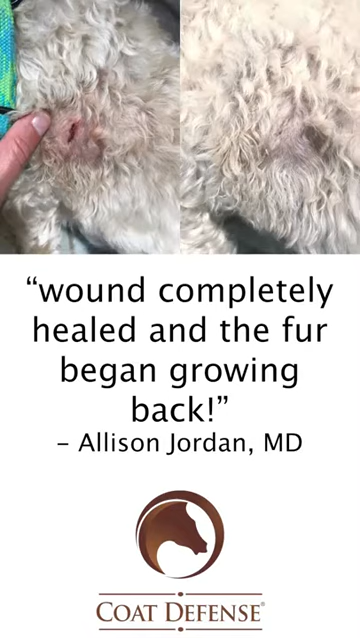 “wound completely
healed and the fur
began growing
back!”
– Allison Jordan, MD
COAT DEFENSE®